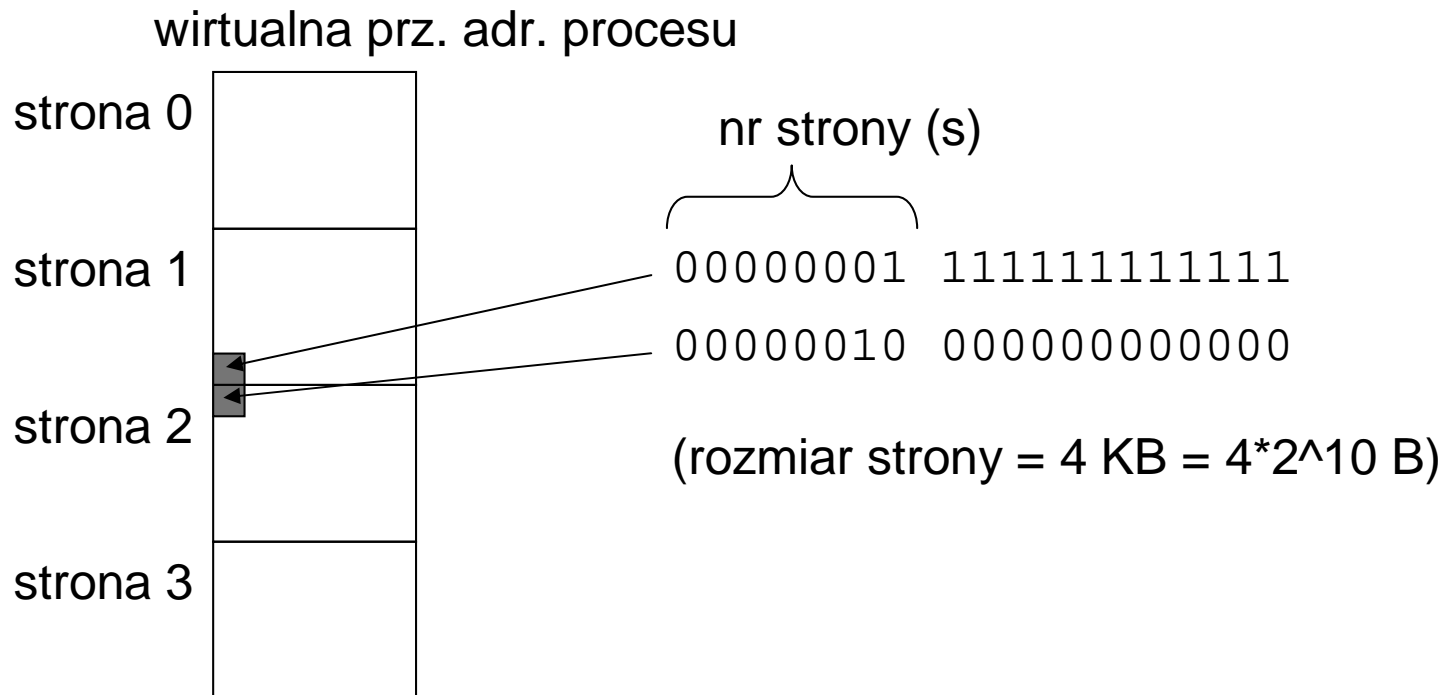 wirtualna prz. adr. procesu
strona 0
nr strony (s)
strona 1
00000001 111111111111
00000010 000000000000
strona 2
(rozmiar strony = 4 KB = 4*2^10 B)
strona 3